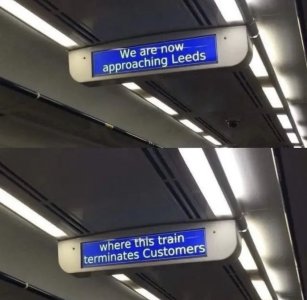 We are now
approaching Leeds
where this train
terminates Customers